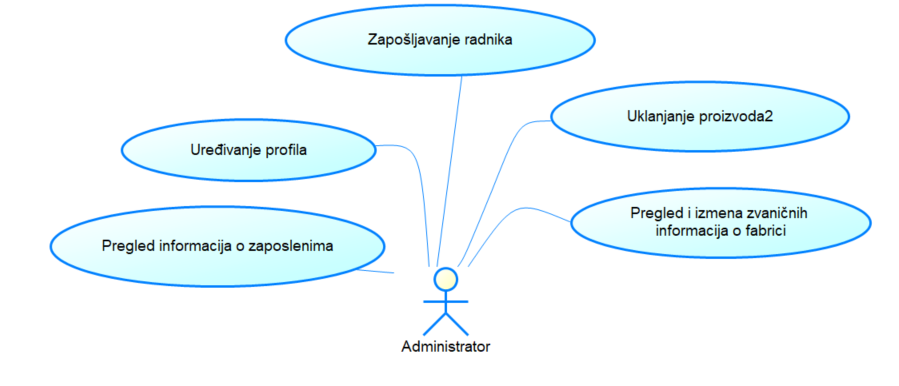 Zapošljavanje radnika
Uklanjanje proizvoda2
Uređivanje profila
Pregled i izmena zvaničnih
informacija o fabrici
Pregled informacija o zaposlenima
Administrator